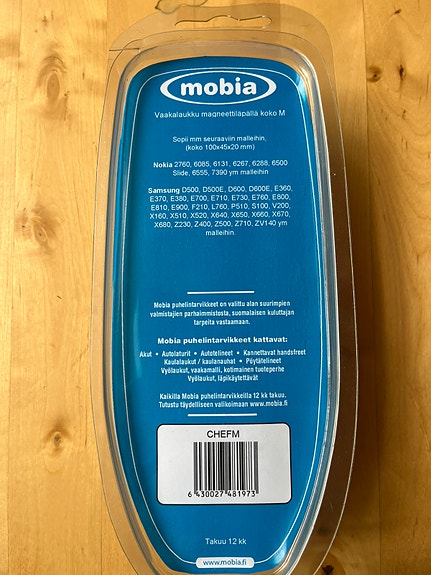 mobia
Vaakalaukku magneettiläpällä koko M
Sopii mm seuraaviin malleihin,
(koko 100x45x20 mm)
Nokia 2760, 6085, 6131, 6267, 6288, 6500
Slide, 6555, 7390 ym malleihin
Samsung D500, D500E, D600, D600E, E360,
E370, E380, E700, E710, E730, E760, E800,
E810, E900, F210, L760, P510, S100, V200,
X160, X510, X520, X640, X650, X660, X670,
X680, Z230, Z400, Z500, Z710, ZV140 ym
malleihin.
Mobia puhelintarvikkeet on valittu alan suurimpien
valmistajien parhaimmistosta, suomalaisen kuluttajan
tarpeita vastaamaan.
Mobia puhelintarvikkeet kattavat:
Akut • Autolaturit • Autotelineet • Kannettavat handsfreet
Kaulalaukut / kaulanauhat • Pöytätelineet
Vyölaukut, vaakamalli, kotimainen tuoteperhe
Vyölaukut, läpikäytettävät
Kaikilla Mobia puhelintarvikkeilla 12 kk takuu.
Tutustu täydelliseen valikoimaan www.mobia.fi
CHEFM
6 430027 481973
Takuu 12 kk
www.mobia.fi